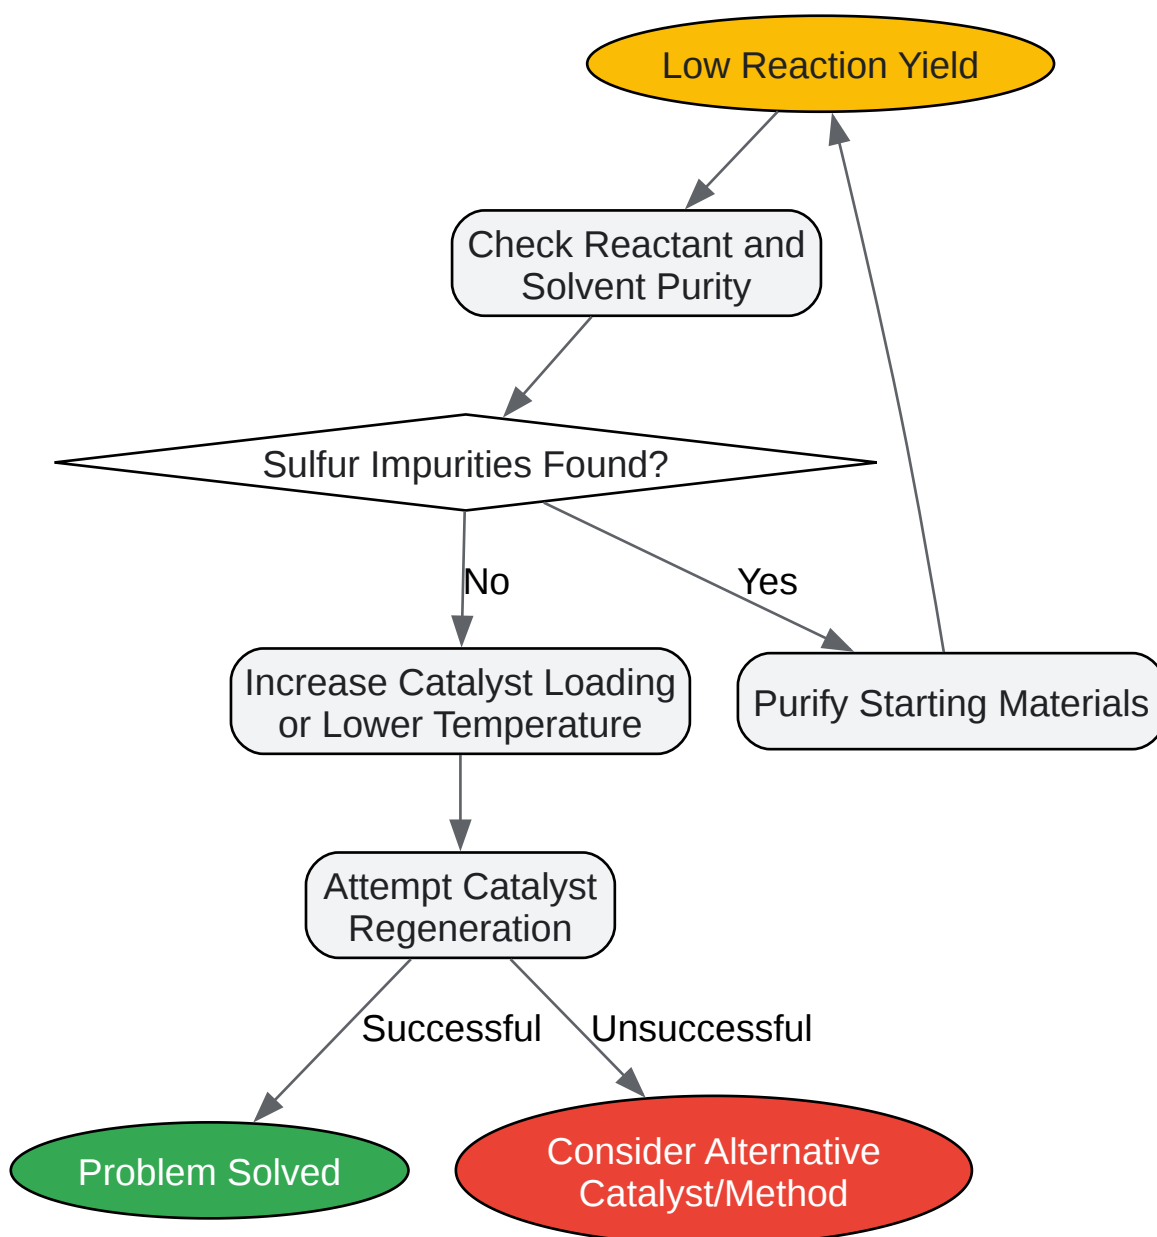 Low Reaction Yield
Check Reactant and
Solvent Purity
Sulfur Impurities Found?
No
Yes
Increase Catalyst Loading
or Lower Temperature
Purify Starting Materials
Attempt Catalyst
Regeneration
Successful
Unsuccessful
Problem Solved
Consider Alternative
Catalyst/Method